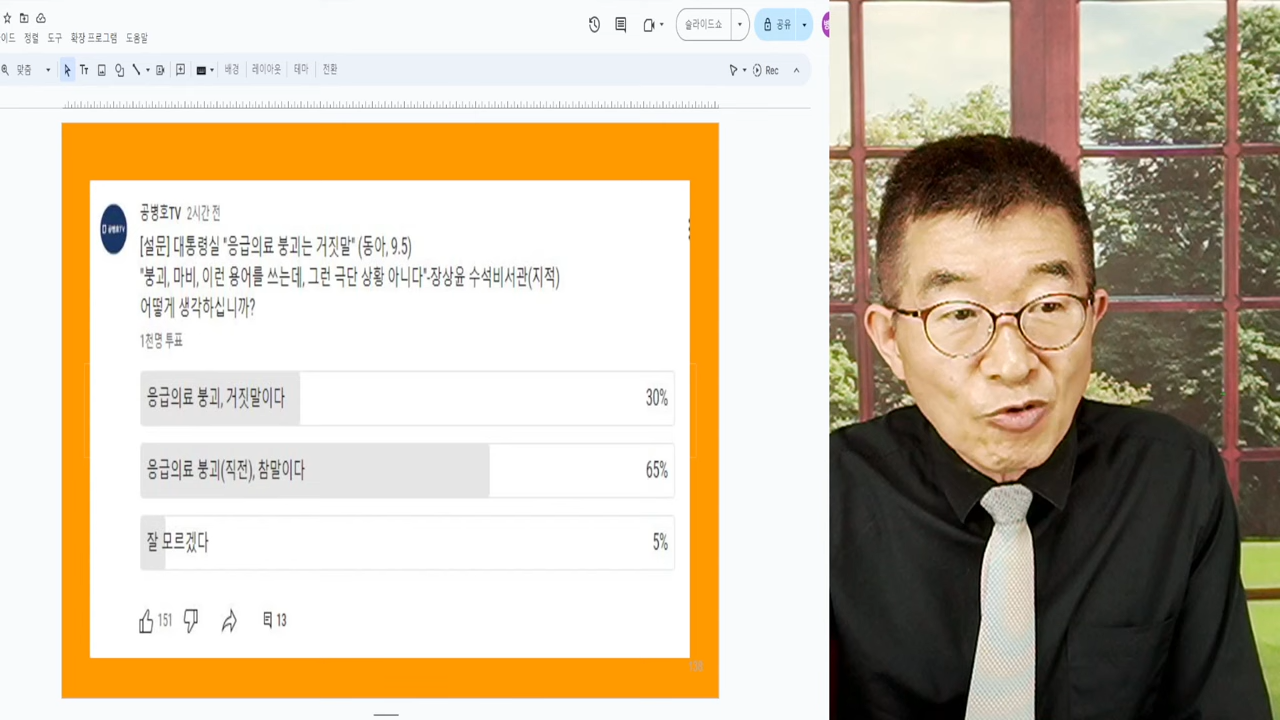 슬라이드쇼
공유
정렬 도구 확장 프로그램 도움말
맞춤
배경 레이아웃 테마 전환
Rec
공병호TV 2시간 전
공병호TV
[설문] 대통령실 "응급의료 붕괴는 거짓말" (동아, 9.5)
"붕괴, 마비, 이런 용어를 쓰는데, 그런 극단 상황 아니다"-장상윤 수석비서관(지적)
어떻게 생각하십니까?
1천명 투표
응급의료 붕괴, 거짓말이다 30%
응급의료 붕괴(직전), 참말이다 65%
잘 모르겠다 5%
151 13